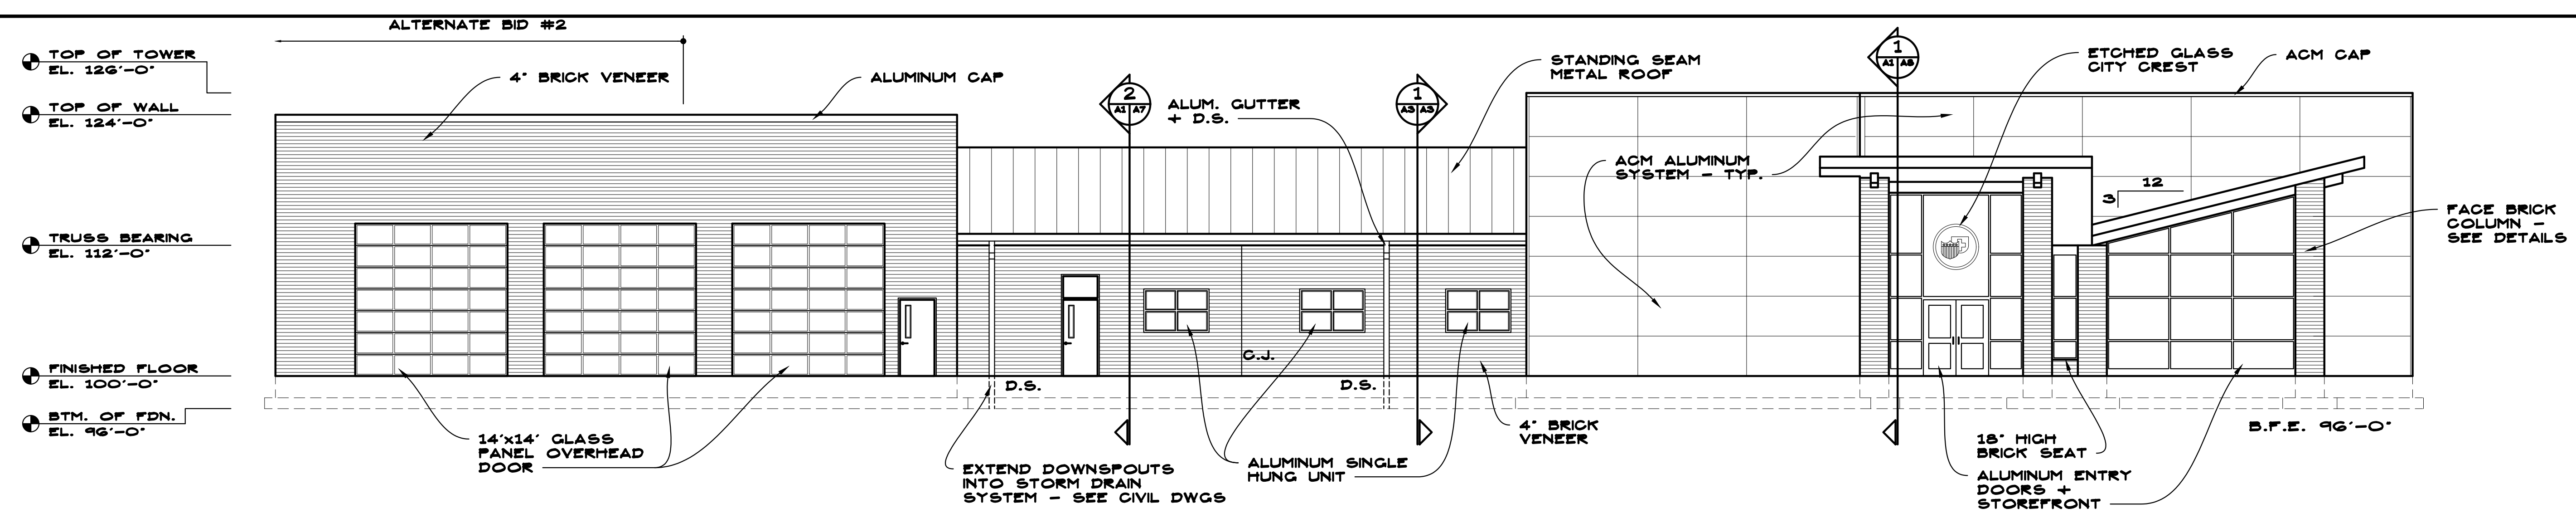 ALTERNATE BID #2
TOP OF TOWER
EL. 126'-0"
TOP OF WALL
EL. 124'-0"
TRUSS BEARING
EL. 112'-0"
FINISHED FLOOR
EL. 100'-0"
BTM. OF FDN.
EL. 96'-0"
4" BRICK VENEER
ALUMINUM CAP
2
A1 A7
ALUM. GUTTER
+ D.S.
1
A3 A3
STANDING SEAM
METAL ROOF
1
A1 A8
ETCHED GLASS
CITY CREST
ACM CAP
ACM ALUMINUM
SYSTEM - TYP.
12
3
FACE BRICK
COLUMN -
SEE DETAILS
C.J.
D.S.
D.S.
14'x14' GLASS
PANEL OVERHEAD
DOOR
EXTEND DOWNSPOUTS
INTO STORM DRAIN
SYSTEM - SEE CIVIL DWGS
ALUMINUM SINGLE
HUNG UNIT
4" BRICK
VENEER
18" HIGH
BRICK SEAT
ALUMINUM ENTRY
DOORS +
STOREFRONT
B.F.E. 96'-0"